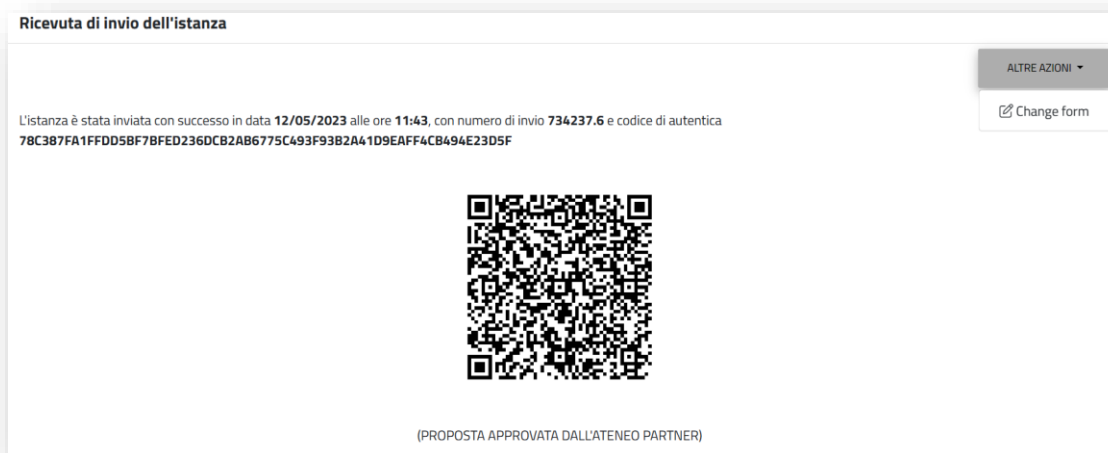 Ricevuta di invio dell'istanza
ALTRE AZIONI
Change form
L'istanza è stata inviata con successo in data 12/05/2023 alle ore 11:43, con numero di invio 734237.6 e codice di autentica
78C387FA1FFDD5BF7BFED236DCB2AB6775C493F93B2A41D9EAFF4CB494E23D5F
(PROPOSTA APPROVATA DALL'ATENEO PARTNER)